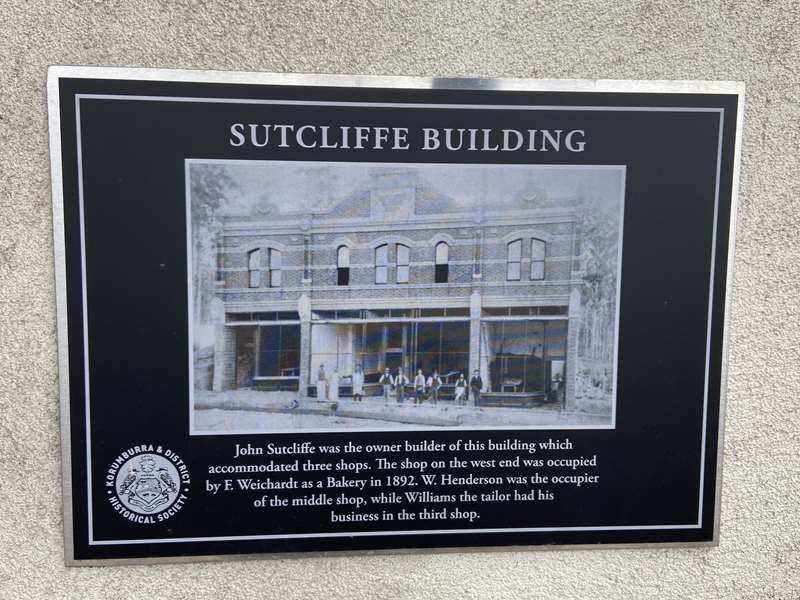 SUTCLIFFE BUILDING
John Sutcliffe was the owner builder of this building which
accommodated three shops. The shop on the west end was occupied
by F. Weichardt as a Bakery in 1892. W. Henderson was the occupier
of the middle shop, while Williams the tailor had his
business in the third shop.
KORUMBURRA & DISTRICT
• HISTORICAL SOCIETY •